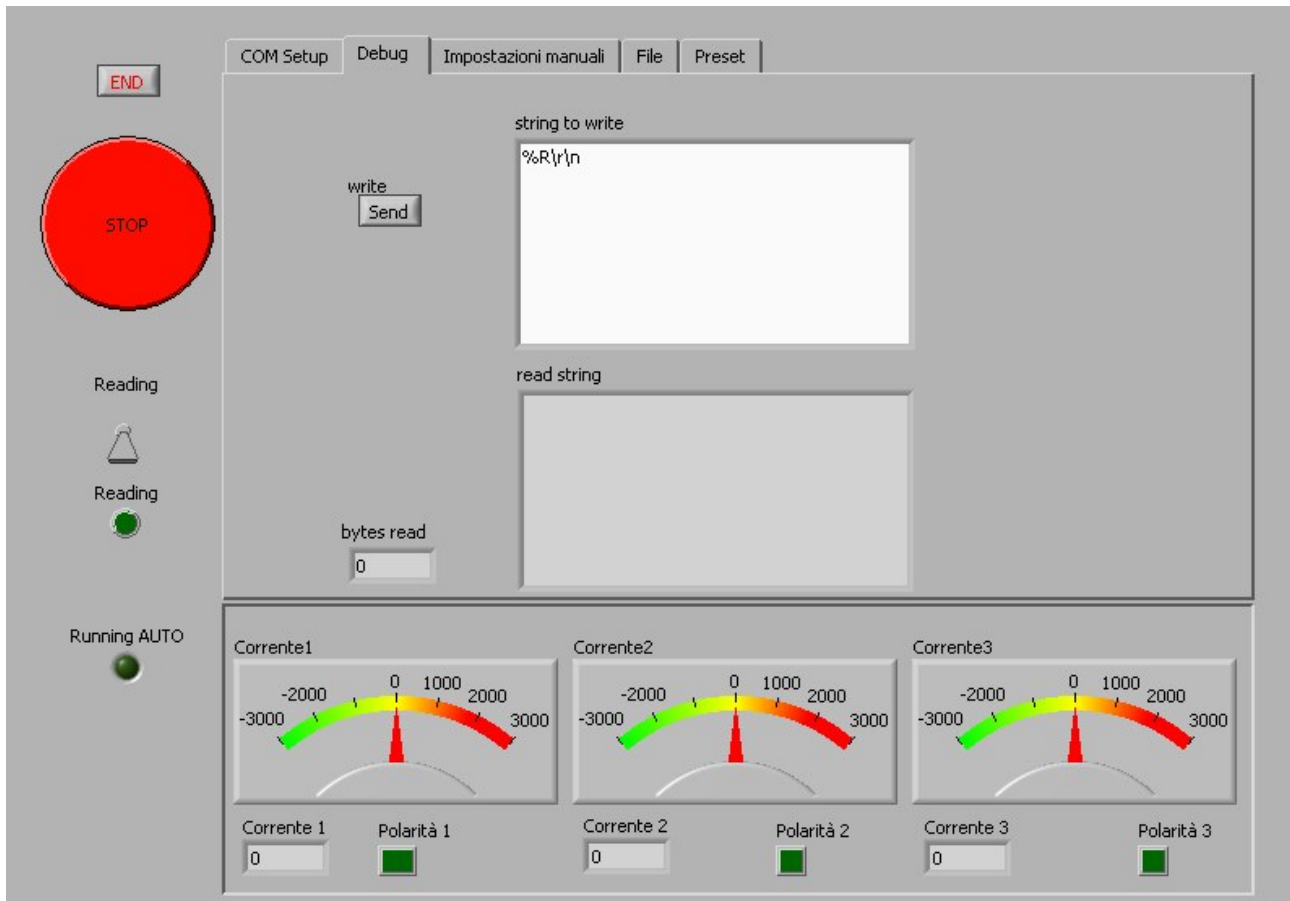 COM Setup Debug Impostazioni manuali File Preset
END
STOP
string to write
%R\r\n
write
Send
read string
Reading
Reading
bytes read
0
Running AUTO
Corrente1 Corrente2 Corrente3
-3000 -2000 0 1000 2000 3000
-3000 -2000 0 1000 2000 3000
-3000 -2000 0 1000 2000 3000
Corrente 1 Polarità 1 Corrente 2 Polarità 2 Corrente 3 Polarità 3
0 0 0